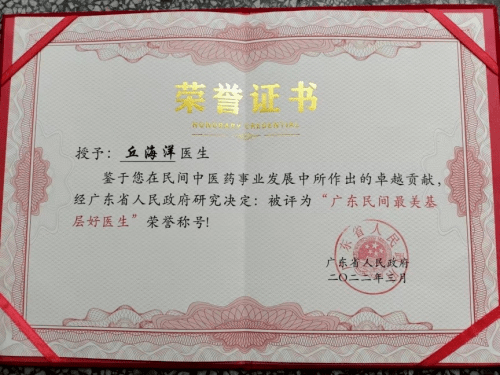 荣誉证书
HONORARY CREDENTIAL
授予：丘海洋医生
鉴于您在民间中医药事业发展中所作出的卓越贡献，
经广东省人民政府研究决定：被评为“广东民间最美基
层好医生”荣誉称号！
广东省人民政府
二〇二二年三月